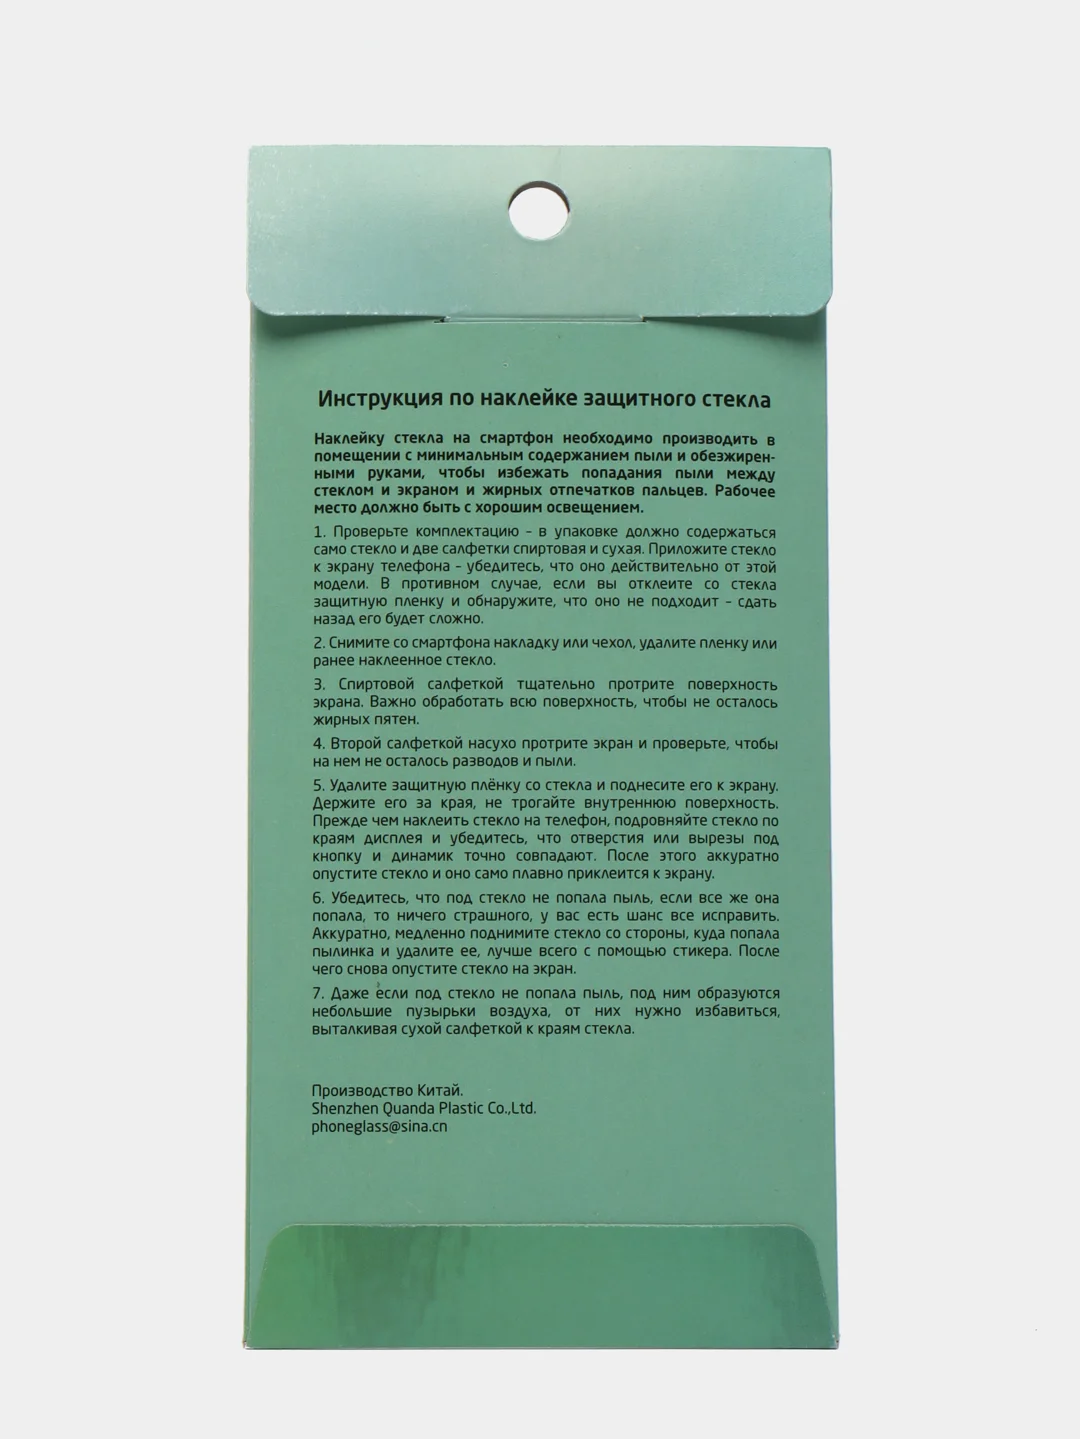 Инструкция по наклейке защитного стекла
Наклейку стекла на смартфон необходимо производить в
помещении с минимальным содержанием пыли и обезжирен-
ными руками, чтобы избежать попадания пыли между
стеклом и экраном и жирных отпечатков пальцев. Рабочее
место должно быть с хорошим освещением.
1. Проверьте комплектацию – в упаковке должно содержаться
само стекло и две салфетки спиртовая и сухая. Приложите стекло
к экрану телефона – убедитесь, что оно действительно от этой
модели. В противном случае, если вы отклеите со стекла
защитную пленку и обнаружите, что оно не подходит – сдать
назад его будет сложно.
2. Снимите со смартфона накладку или чехол, удалите пленку или
ранее наклеенное стекло.
3. Спиртовой салфеткой тщательно протрите поверхность
экрана. Важно обработать всю поверхность, чтобы не осталось
жирных пятен.
4. Второй салфеткой насухо протрите экран и проверьте, чтобы
на нем не осталось разводов и пыли.
5. Удалите защитную плёнку со стекла и поднесите его к экрану.
Держите его за края, не трогайте внутреннюю поверхность.
Прежде чем наклеить стекло на телефон, подровняйте стекло по
краям дисплея и убедитесь, что отверстия или вырезы под
кнопку и динамик точно совпадают. После этого аккуратно
опустите стекло и оно само плавно приклеится к экрану.
6. Убедитесь, что под стекло не попала пыль, если все же она
попала, то ничего страшного, у вас есть шанс все исправить.
Аккуратно, медленно поднимите стекло со стороны, куда попала
пылинка и удалите ее, лучше всего с помощью стикера. После
чего снова опустите стекло на экран.
7. Даже если под стекло не попала пыль, под ним образуются
небольшие пузырьки воздуха, от них нужно избавиться,
выталкивая сухой салфеткой к краям стекла.
Производство Китай.
Shenzhen Quanda Plastic Co.,Ltd.
phoneglass@sina.cn